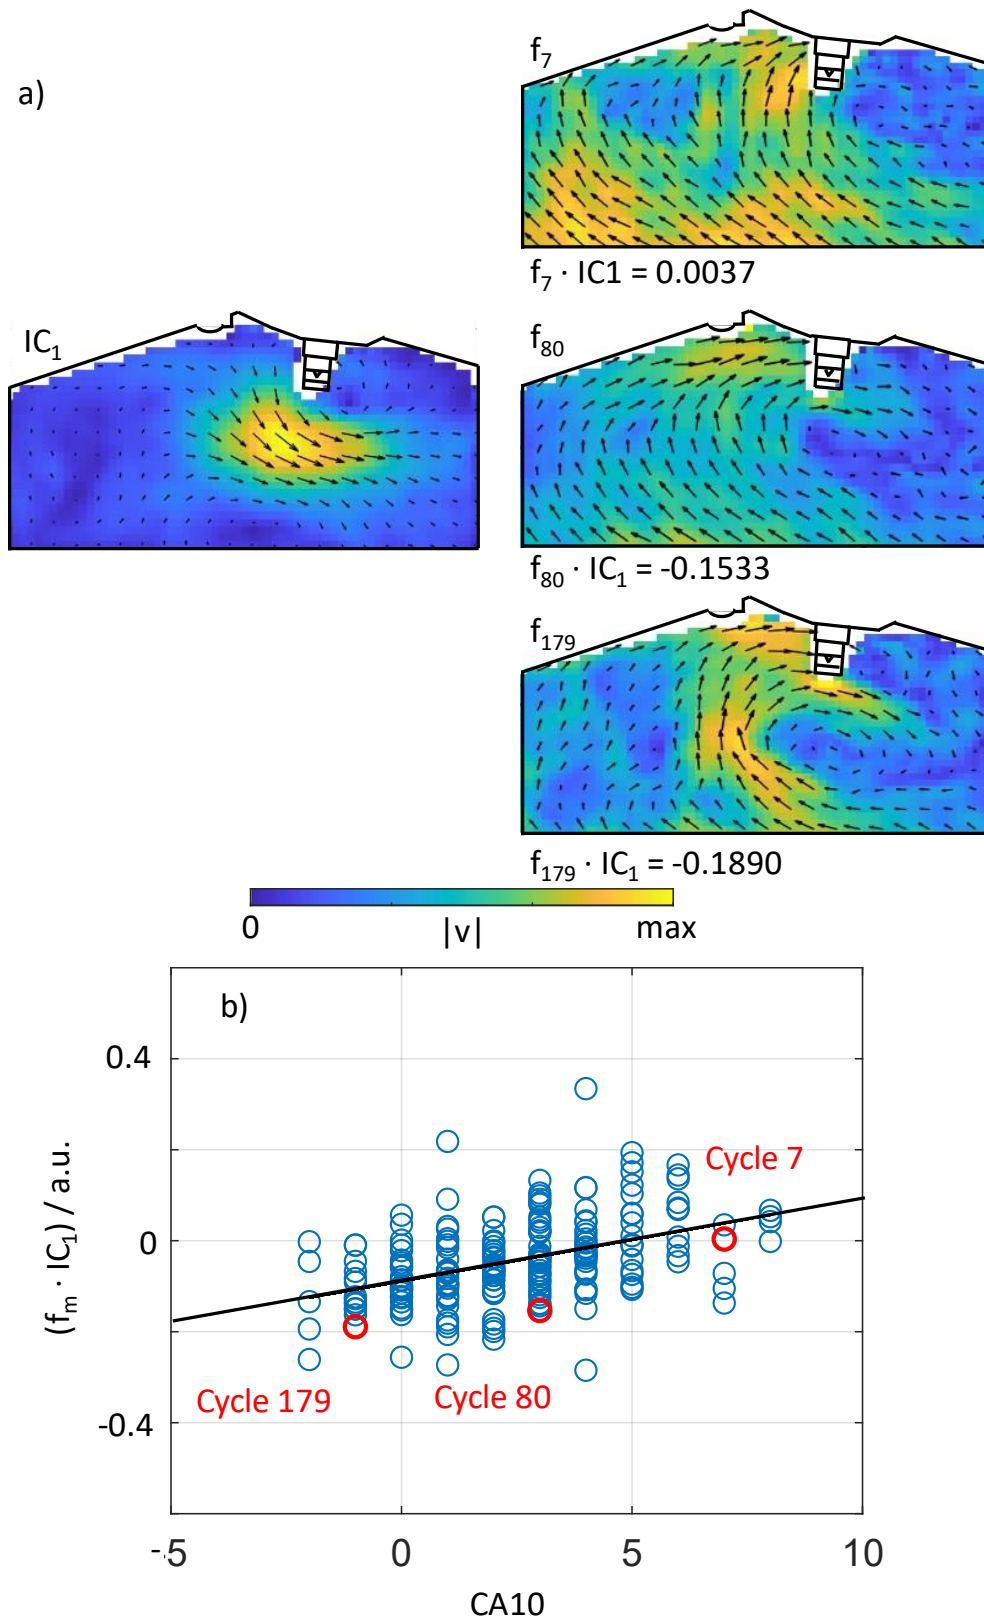 a)
f7
f7 · IC1 = 0.0037
IC1
f80
f80 · IC1 = -0.1533
f179
f179 · IC1 = -0.1890
0 |v| max
b)
(fm · IC1) / a.u.
0.4
0
-0.4
Cycle 7
Cycle 179
Cycle 80
-5 0 5 10
CA10